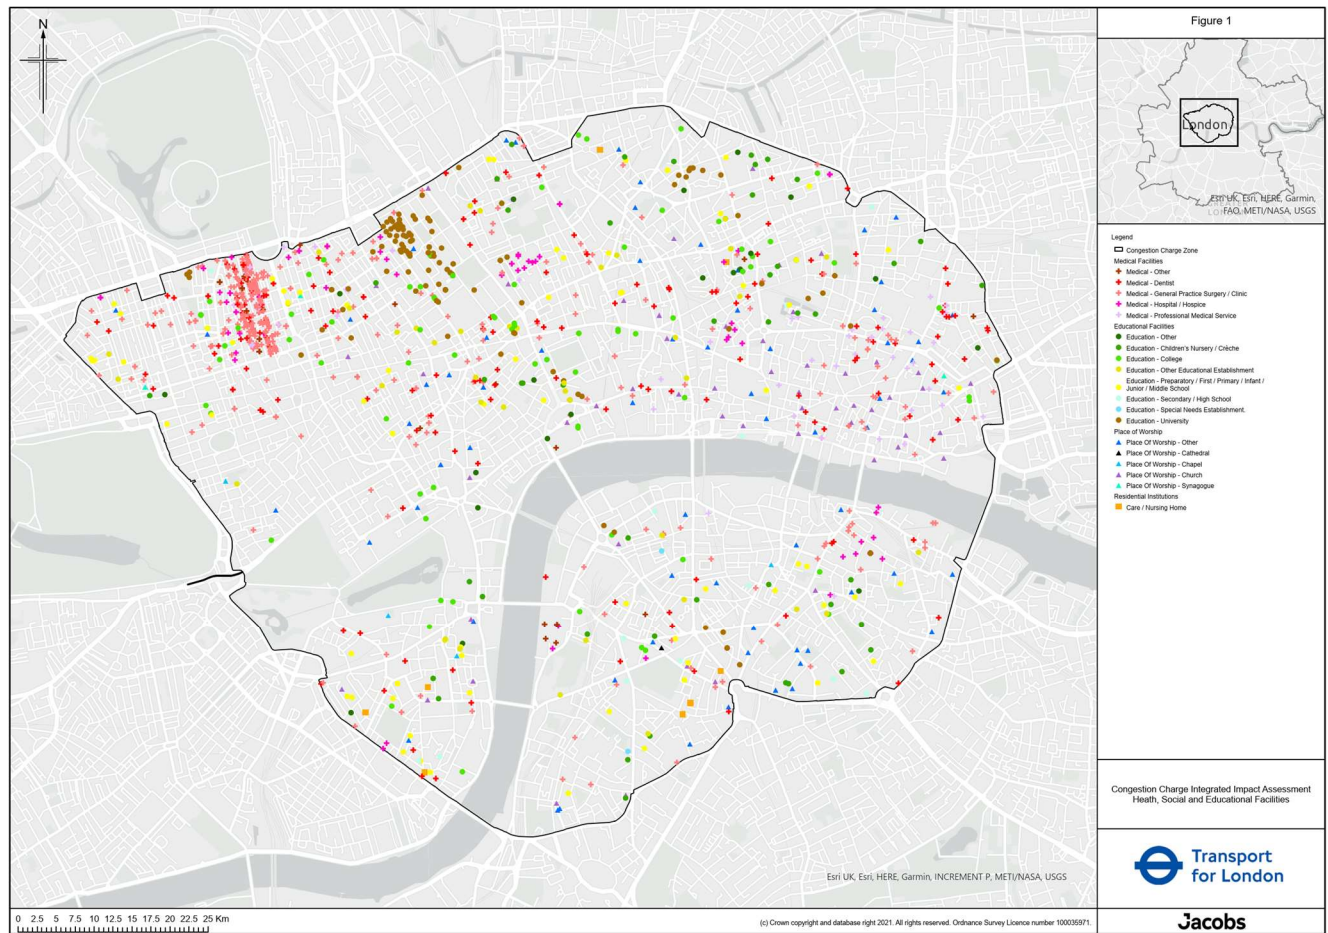 N
Figure 1
London
GREATER
LONDON
Esri UK, Esri, HERE, Garmin,
FAO, METI/NASA, USGS
Legend
Congestion Charge Zone
Medical Facilities
Medical - Other
Medical - Dentist
Medical - General Practice Surgery / Clinic
Medical - Hospital / Hospice
Medical - Professional Medical Service
Educational Facilities
Education - Other
Education - Children's Nursery / Crèche
Education - College
Education - Other Educational Establishment
Education - Preparatory / First / Primary / Infant /
Junior / Middle School
Education - Secondary / High School
Education - Special Needs Establishment.
Education - University
Place of Worship
Place Of Worship - Other
Place Of Worship - Cathedral
Place Of Worship - Chapel
Place Of Worship - Church
Place Of Worship - Synagogue
Residential Institutions
Care / Nursing Home
Congestion Charge Integrated Impact Assessment
Heath, Social and Educational Facilities
Transport
for London
Jacobs
Esri UK, Esri, HERE, Garmin, INCREMENT P, METI/NASA, USGS
0 2.5 5 7.5 10 12.5 15 17.5 20 22.5 25 Km
(c) Crown copyright and database right 2021. All rights reserved. Ordnance Survey Licence number 100035971.